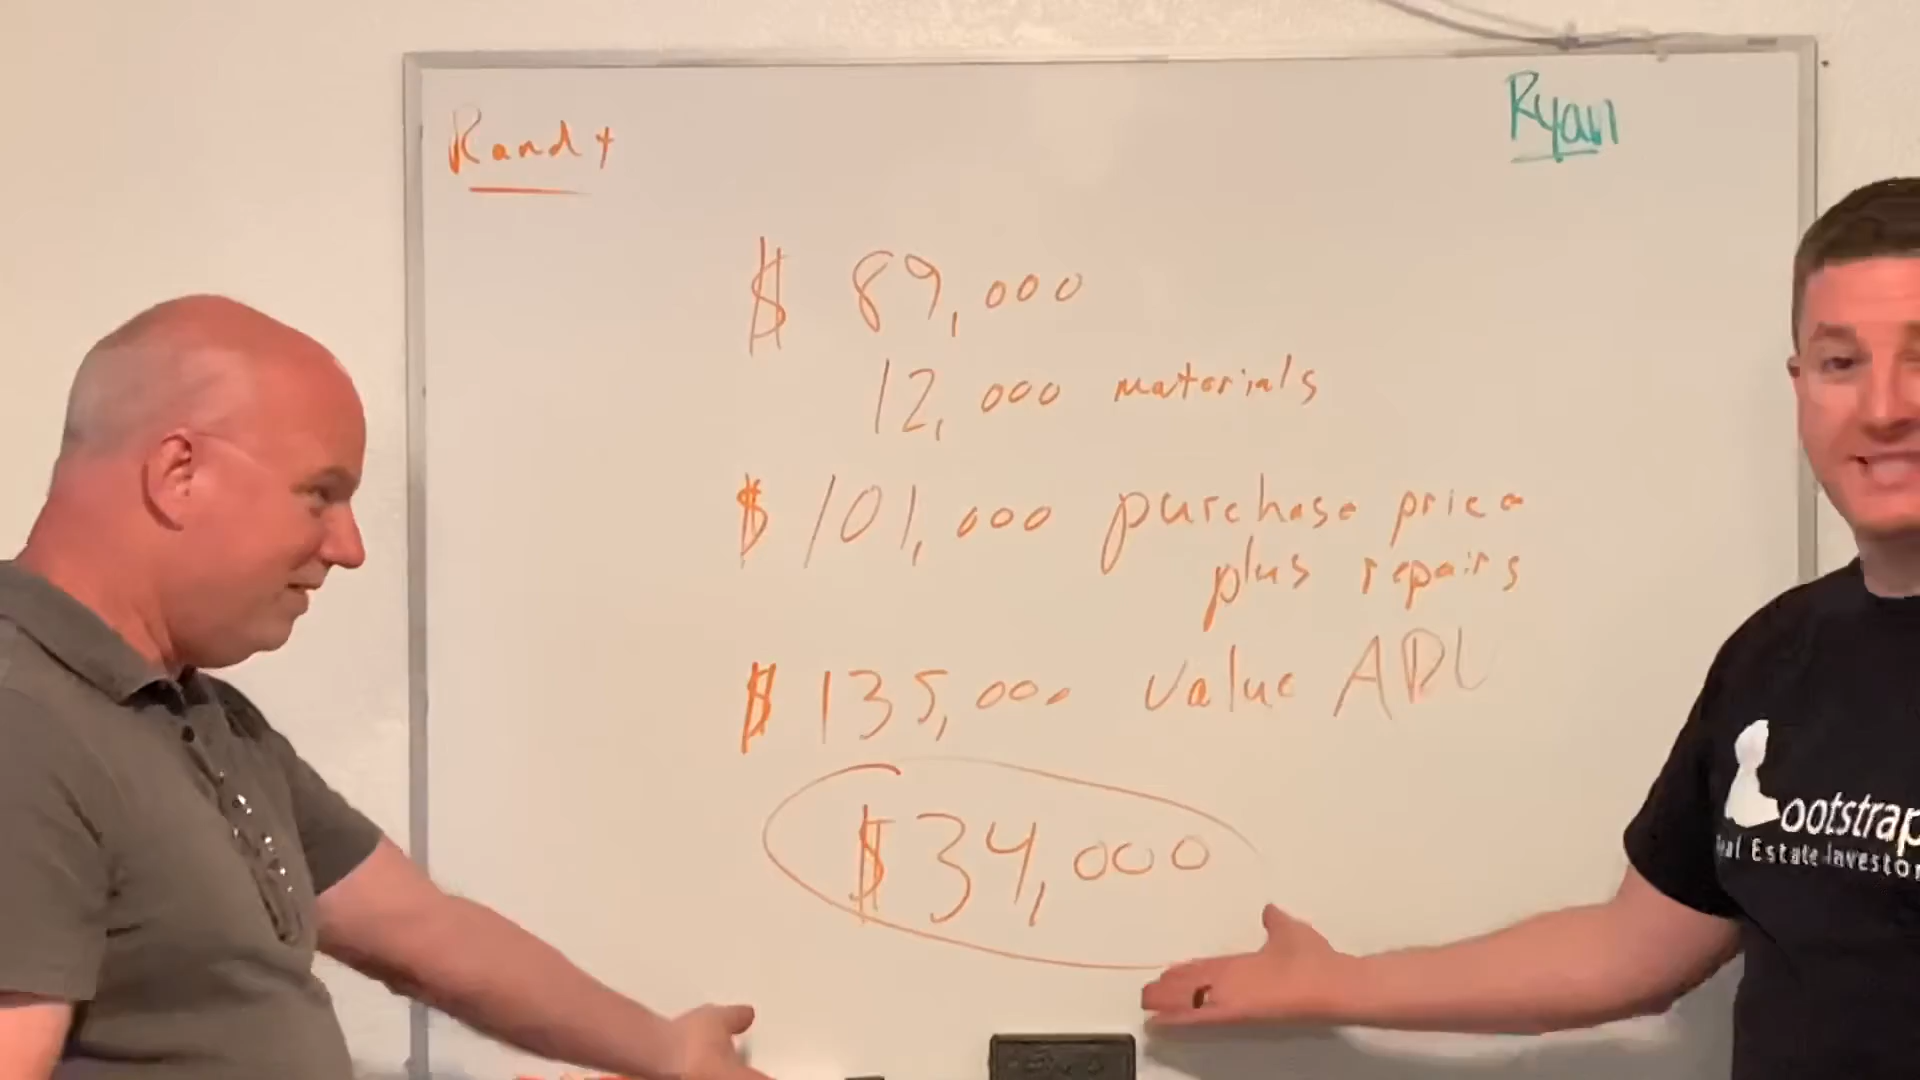 Randy
Ryan
$ 89,000
12,000 materials
$ 101,000 purchase price
plus repairs
$ 135,000 value ADU
$34,000
ootstrap
Real Estate Investor